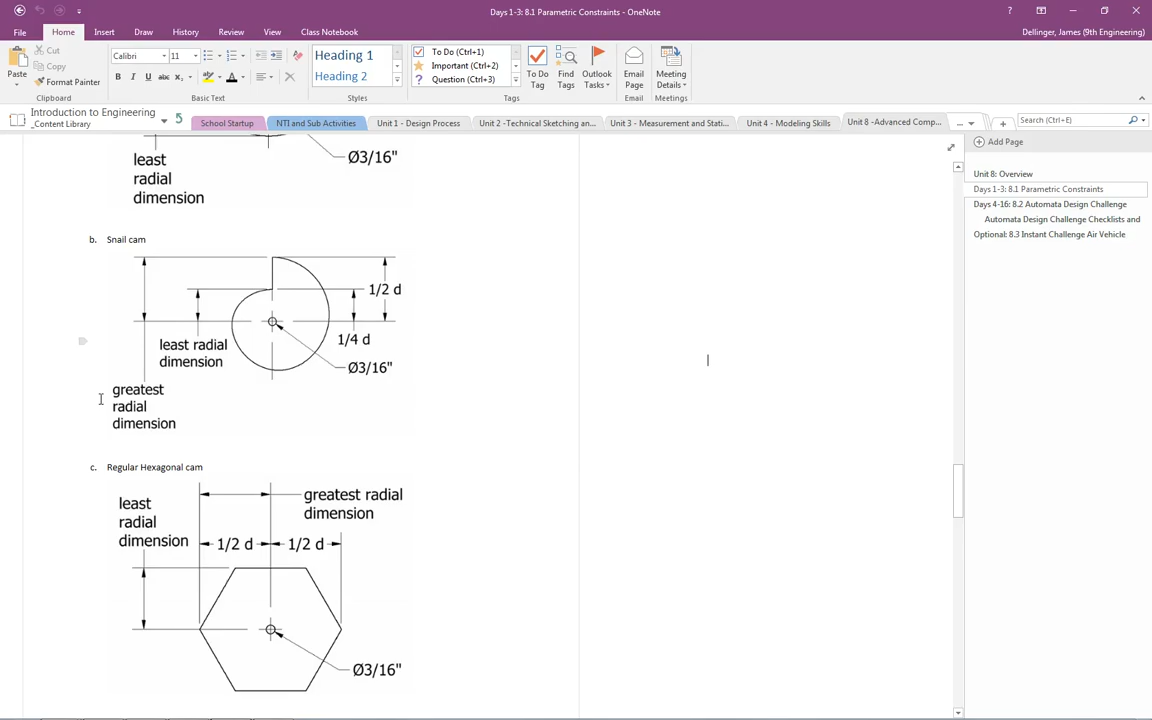 Days 1-3: 8.1 Parametric Constraints - OneNote
?
File Home Insert Draw History Review View Class Notebook
Dellinger, James (9th Engineering)
Paste
Cut
Copy
Format Painter
Clipboard
Calibri 11
B I U abc x₂ A
Basic Text
Heading 1
Heading 2
Styles
To Do (Ctrl+1)
Important (Ctrl+2)
Question (Ctrl+3)
To Do Tag
Find Tags
Outlook Tasks
Tags
Email Page
Email
Meeting Details
Meetings
Introduction to Engineering
_Content Library
School Startup
NTI and Sub Activities
Unit 1 - Design Process
Unit 2 -Technical Sketching an...
Unit 3 - Measurement and Stati...
Unit 4 - Modeling Skills
Unit 8 -Advanced Comp...
Search (Ctrl+E)
Add Page
Unit 8: Overview
Days 1-3: 8.1 Parametric Constraints
Days 4-16: 8.2 Automata Design Challenge
Automata Design Challenge Checklists and
Optional: 8.3 Instant Challenge Air Vehicle
least
radial
dimension
Ø3/16"
b. Snail cam
1/2 d
least radial
dimension
1/4 d
Ø3/16"
greatest
radial
dimension
c. Regular Hexagonal cam
least
radial
dimension
greatest radial
dimension
1/2 d 1/2 d
Ø3/16"